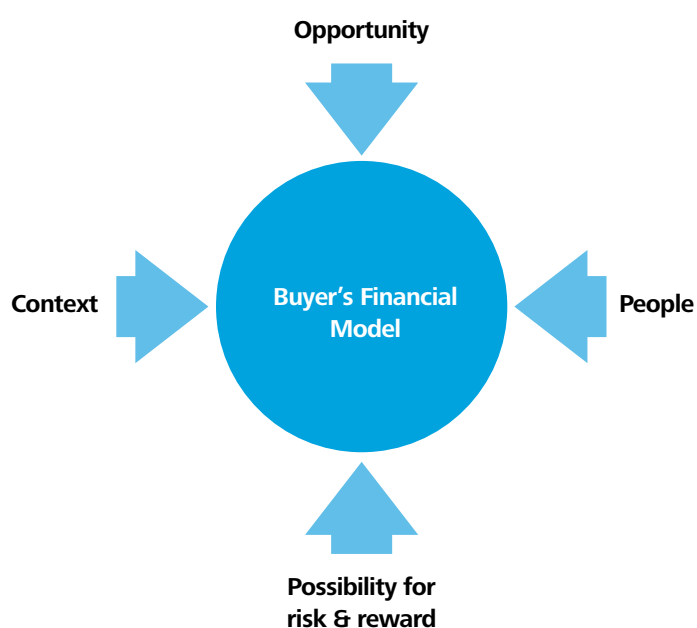 Opportunity
Context
Buyer’s Financial
Model
People
Possibility for
risk & reward